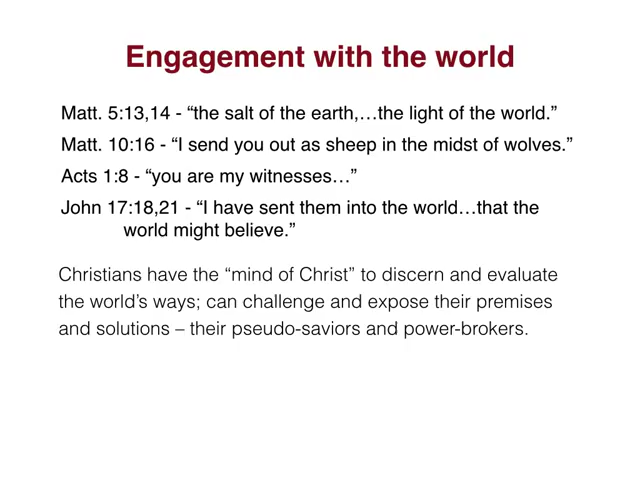 Engagement with the world
Matt. 5:13,14 - “the salt of the earth,…the light of the world.”
Matt. 10:16 - “I send you out as sheep in the midst of wolves.”
Acts 1:8 - “you are my witnesses…”
John 17:18,21 - “I have sent them into the world…that the
world might believe.”
Christians have the “mind of Christ” to discern and evaluate
the world’s ways; can challenge and expose their premises
and solutions – their pseudo-saviors and power-brokers.